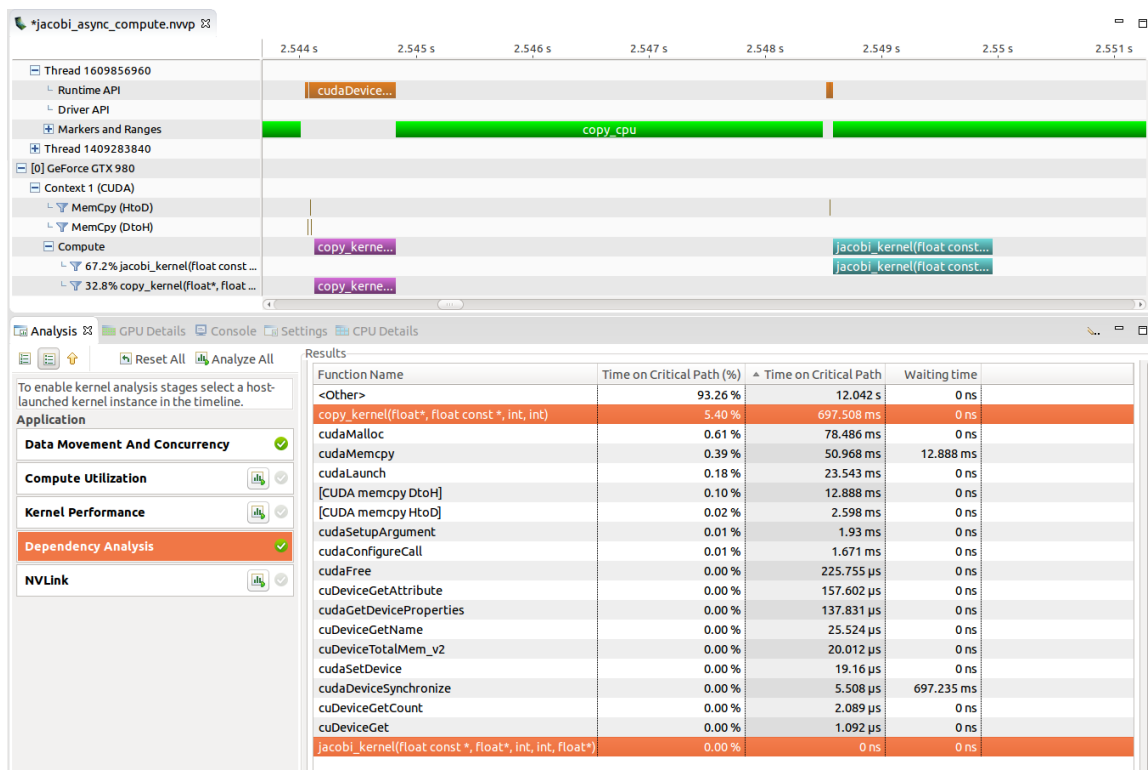 *jacobi_async_compute.nvvp
2.544 s 2.545 s 2.546 s 2.547 s 2.548 s 2.549 s 2.55 s 2.551 s
Thread 1609856960
Runtime API cudaDevice...
Driver API
Markers and Ranges copy_cpu
Thread 1409283840
[0] GeForce GTX 980
Context 1 (CUDA)
MemCpy (HtoD)
MemCpy (DtoH)
Compute copy_kerne... jacobi_kernel(float const...
67.2% jacobi_kernel(float const ... jacobi_kernel(float const...
32.8% copy_kernel(float*, float ... copy_kerne...
Analysis GPU Details Console Settings CPU Details
Reset All Analyze All
To enable kernel analysis stages select a host-
launched kernel instance in the timeline.
Application
Data Movement And Concurrency
Compute Utilization
Kernel Performance
Dependency Analysis
NVLink
Results
Function Name Time on Critical Path (%) Time on Critical Path Waiting time
<Other> 93.26 % 12.042 s 0 ns
copy_kernel(float*, float const *, int, int) 5.40 % 697.508 ms 0 ns
cudaMalloc 0.61 % 78.486 ms 0 ns
cudaMemcpy 0.39 % 50.968 ms 12.888 ms
cudaLaunch 0.18 % 23.543 ms 0 ns
[CUDA memcpy DtoH] 0.10 % 12.888 ms 0 ns
[CUDA memcpy HtoD] 0.02 % 2.598 ms 0 ns
cudaSetupArgument 0.01 % 1.93 ms 0 ns
cudaConfigureCall 0.01 % 1.671 ms 0 ns
cudaFree 0.00 % 225.755 µs 0 ns
cuDeviceGetAttribute 0.00 % 157.602 µs 0 ns
cudaGetDeviceProperties 0.00 % 137.831 µs 0 ns
cuDeviceGetName 0.00 % 25.524 µs 0 ns
cuDeviceTotalMem_v2 0.00 % 20.012 µs 0 ns
cudaSetDevice 0.00 % 19.16 µs 0 ns
cudaDeviceSynchronize 0.00 % 5.508 µs 697.235 ms
cuDeviceGetCount 0.00 % 2.089 µs 0 ns
cuDeviceGet 0.00 % 1.092 µs 0 ns
jacobi_kernel(float const *, float*, int, int, float*) 0.00 % 0 ns 0 ns